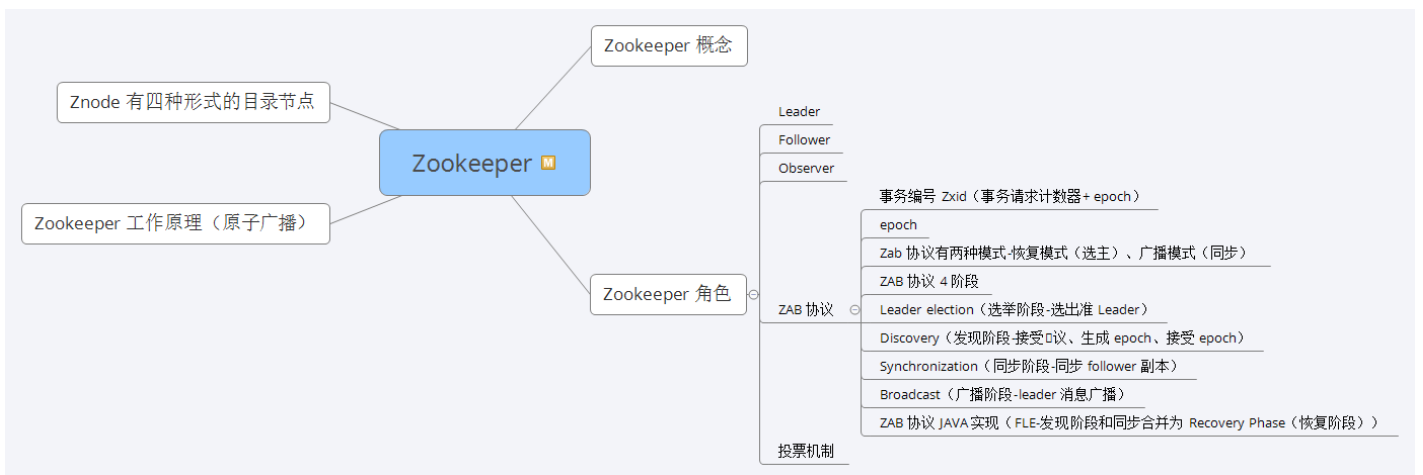 Zookeeper 概念
Znode 有四种形式的目录节点
Zookeeper M
Zookeeper 工作原理（原子广播）
Zookeeper 角色
Leader
Follower
Observer
ZAB 协议
事务编号 Zxid（事务请求计数器+ epoch）
epoch
Zab 协议有两种模式-恢复模式（选主）、广播模式（同步）
ZAB 协议 4 阶段
Leader election（选举阶段-选出准 Leader）
Discovery（发现阶段-接受议、生成 epoch、接受 epoch）
Synchronization（同步阶段-同步 follower 副本）
Broadcast（广播阶段-leader 消息广播）
ZAB 协议 JAVA 实现（FLE-发现阶段和同步合并为 Recovery Phase（恢复阶段））
投票机制